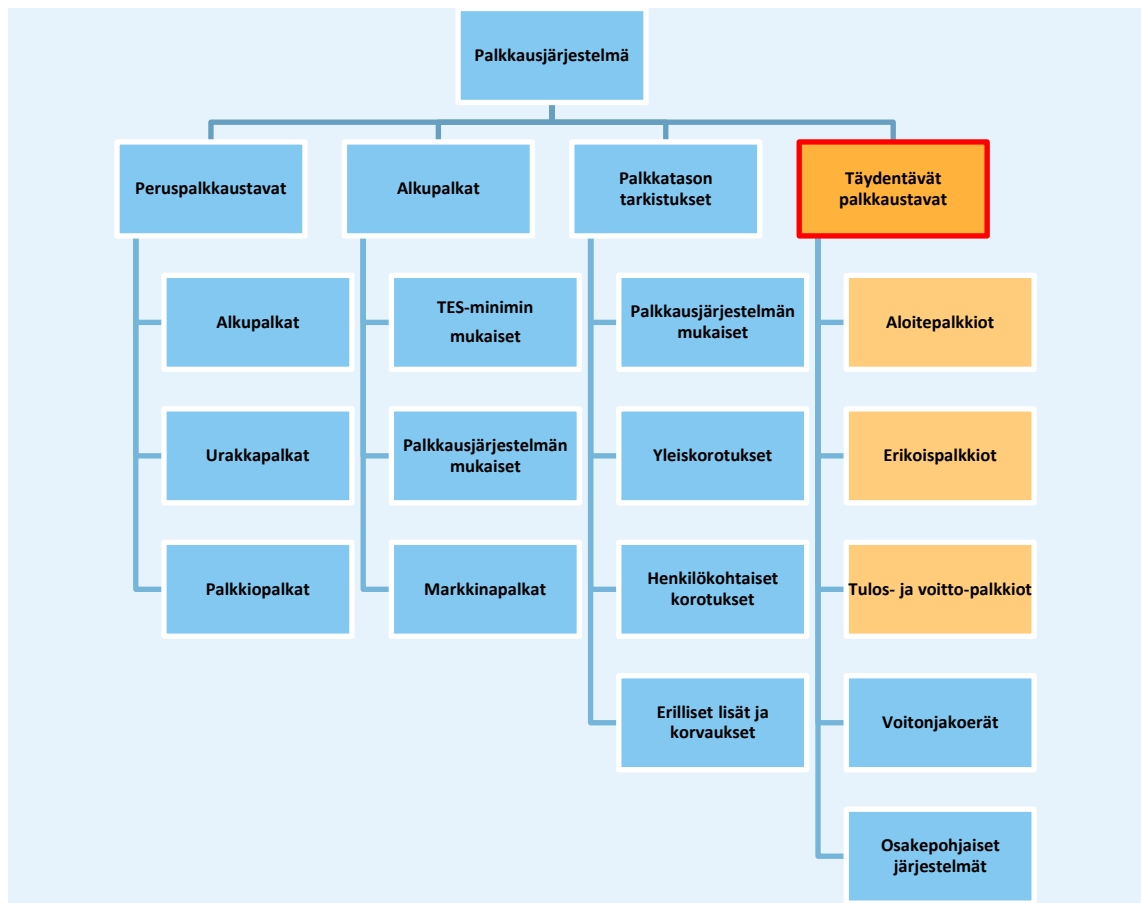 Palkkausjärjestelmä
Peruspalkkaustavat
Alkupalkat
Urakkapalkat
Palkkiopalkat
Alkupalkat
TES-minimin
mukaiset
Palkkausjärjestelmän
mukaiset
Markkinapalkat
Palkkatason
tarkistukset
Palkkausjärjestelmän
mukaiset
Yleiskorotukset
Henkilökohtaiset
korotukset
Erilliset lisät ja
korvaukset
Täydentävät
palkkaustavat
Aloitepalkkiot
Erikoispalkkiot
Tulos- ja voitto-palkkiot
Voitonjakoerät
Osakepohjaiset
järjestelmät